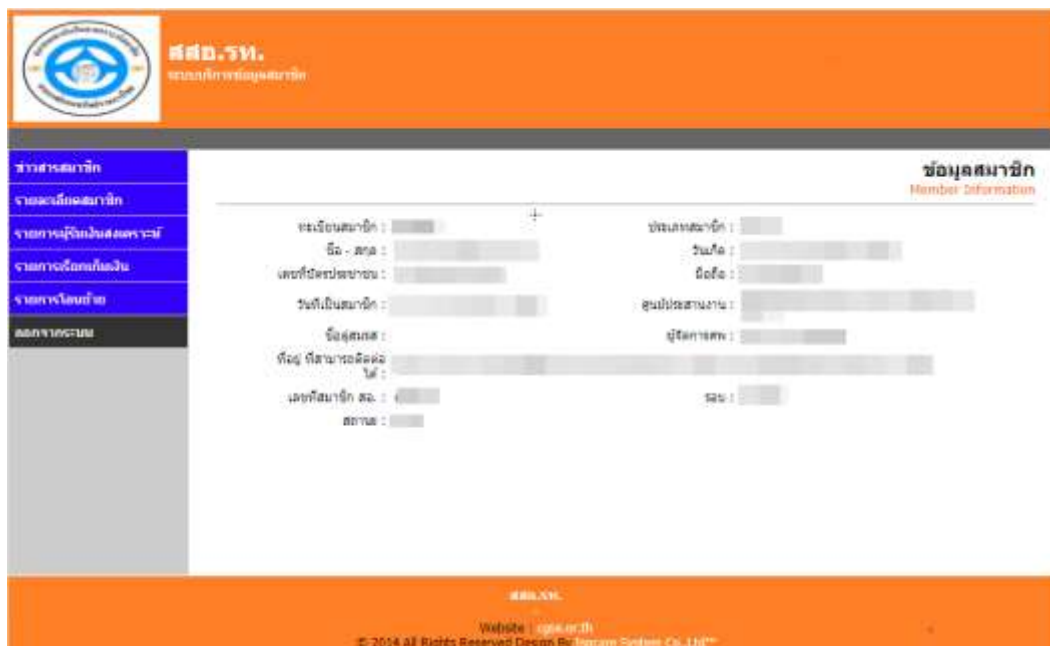 สสอ.รท.
ระบบบริการข้อมูลสมาชิก
ข่าวสารสมาชิก
รายละเอียดสมาชิก
รายการผู้รับเงินสงเคราะห์
รายการเรียกเก็บเงิน
รายการโอนย้าย
ออกจากระบบ
ข้อมูลสมาชิก
Member Information
ทะเบียนสมาชิก : ประเภทสมาชิก :
ชื่อ - สกุล : วันเกิด :
เลขที่บัตรประชาชน : มือถือ :
วันที่เป็นสมาชิก : ศูนย์ประสานงาน :
ชื่อคู่สมรส : ผู้จัดการศพ :
ที่อยู่ ที่สามารถติดต่อ
ได้ :
เลขที่สมาชิก สอ. : รอบ :
สถานะ :
สสอ.รท.
Website :
© 2014 All Rights Reserved Design By System Co.,Ltd